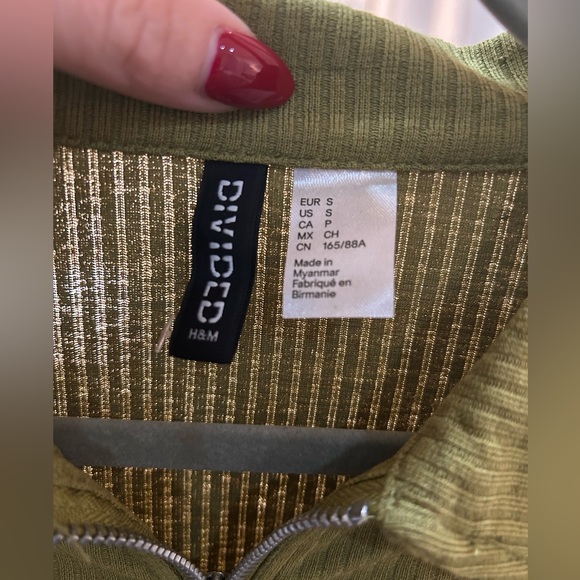 DIVIDED
H&M
EUR S
US S
CA P
MX CH
CN 165/88A
Made in
Myanmar
Fabriqué en
Birmanie